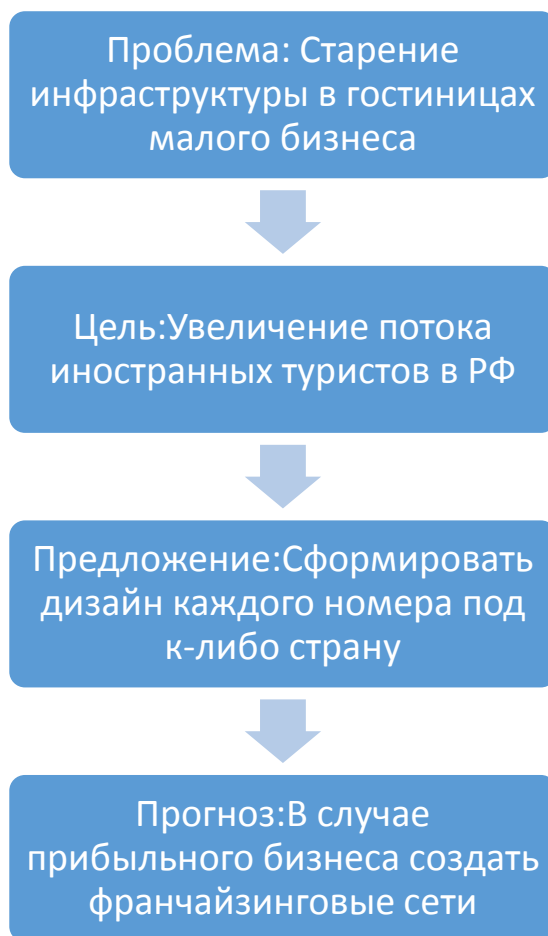 Проблема: Старение
инфраструктуры в гостиницах
малого бизнеса
Цель:Увеличение потока
иностранных туристов в РФ
Предложение:Сформировать
дизайн каждого номера под
к-либо страну
Прогноз:В случае
прибыльного бизнеса создать
франчайзинговые сети